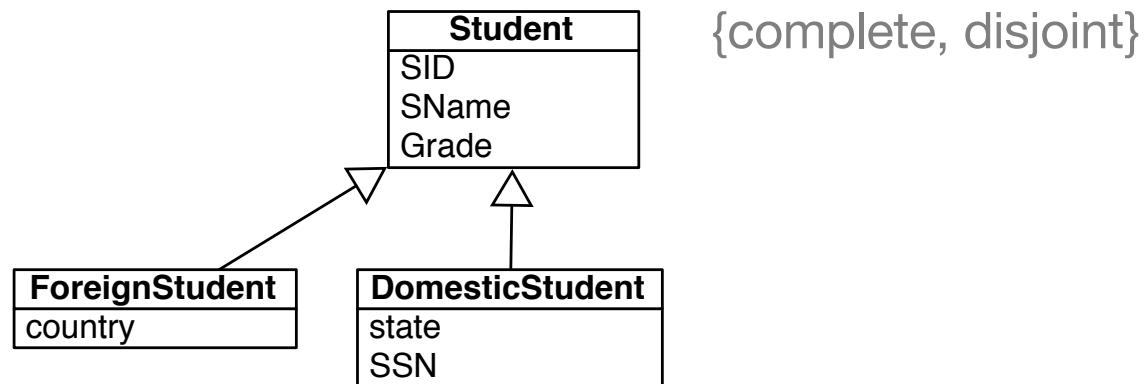 Student
{complete, disjoint}
SID
SName
Grade
ForeignStudent
country
DomesticStudent
state
SSN